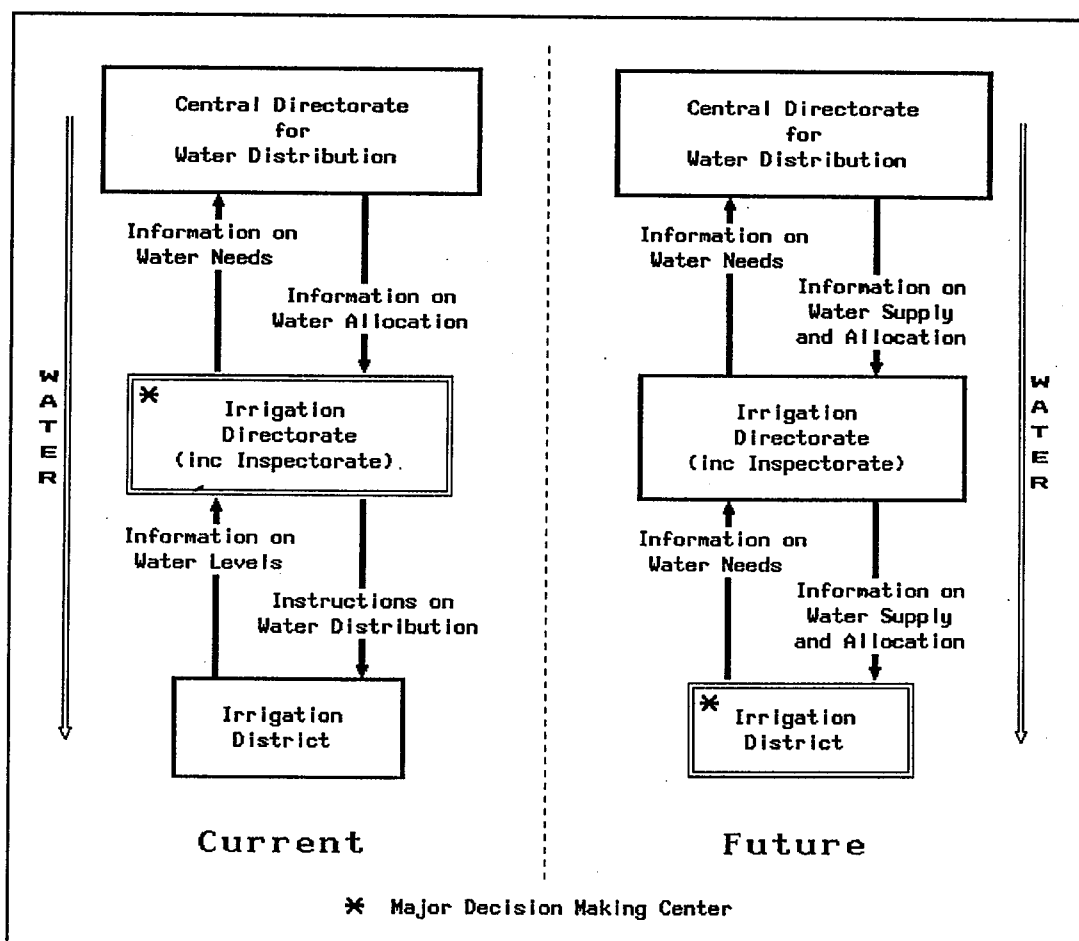 Central Directorate
for
Water Distribution
Information on
Water Needs
Information on
Water Allocation
WATER
Irrigation
Directorate
(inc Inspectorate).
Information on
Water Levels
Instructions on
Water Distribution
Irrigation
District
Current
Central Directorate
for
Water Distribution
Information on
Water Needs
Information on
Water Supply
and Allocation
WATER
Irrigation
Directorate
(inc Inspectorate)
Information on
Water Needs
Information on
Water Supply
and Allocation
Irrigation
District
Future
* Major Decision Making Center